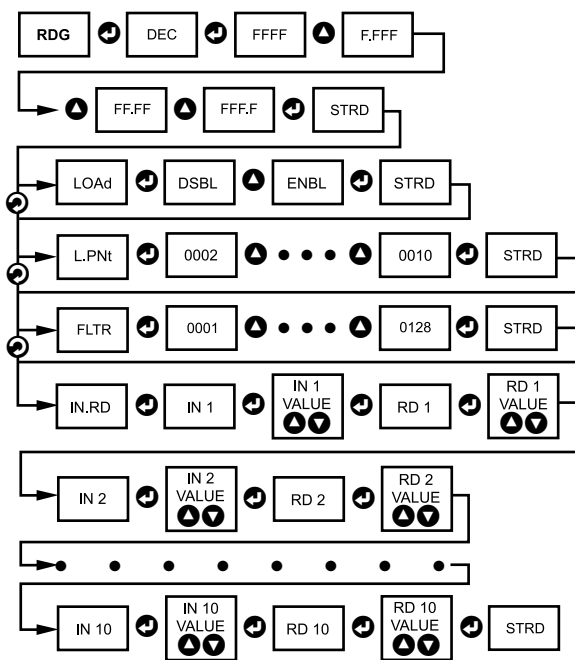 RDG DEC FFFF F.FFF
FF.FF FFF.F STRD
LOAd DSBL ENBL STRD
L.PNt 0002 0010 STRD
FLTR 0001 0128 STRD
IN.RD IN 1 IN 1 VALUE RD 1 RD 1 VALUE
IN 2 IN 2 VALUE RD 2 RD 2 VALUE
IN 10 IN 10 VALUE RD 10 RD 10 VALUE STRD